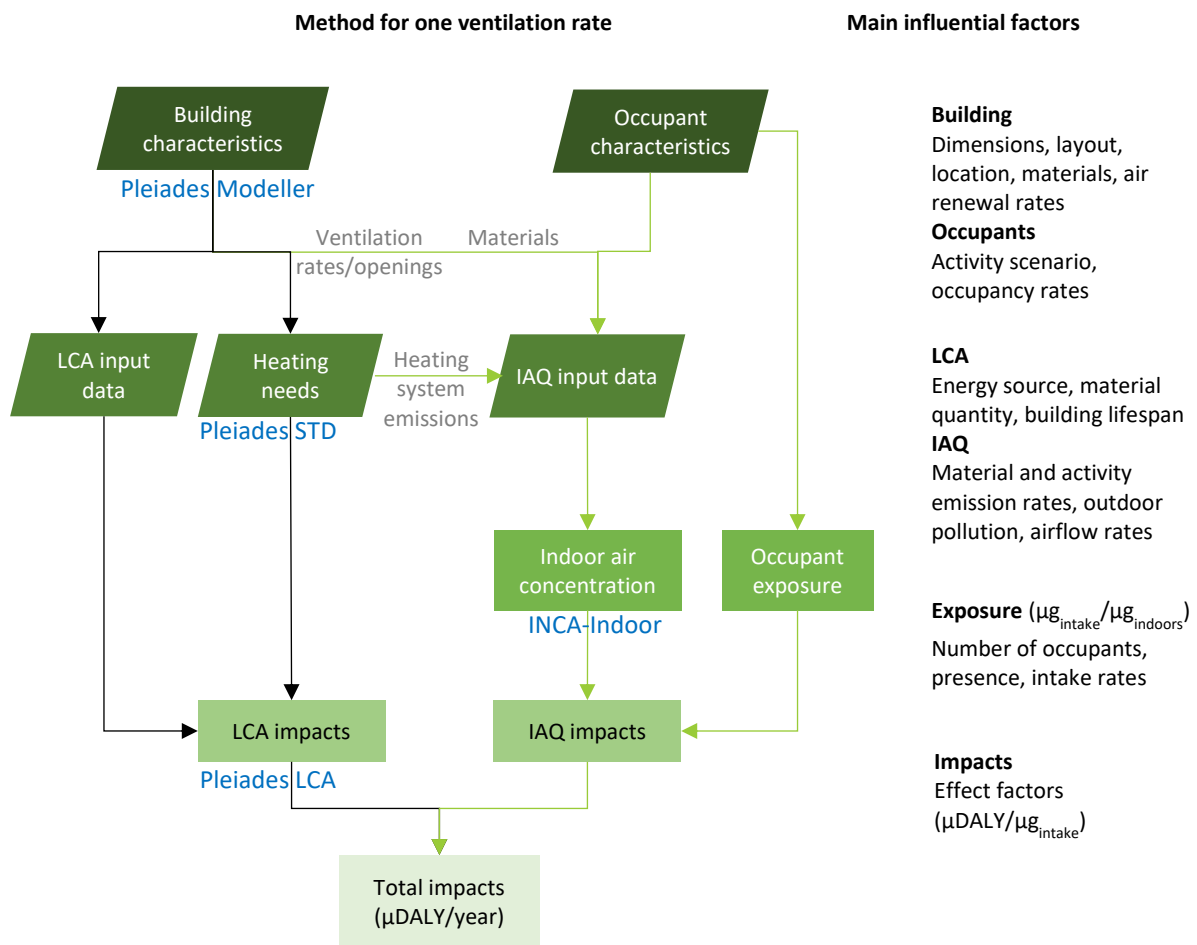 Method for one ventilation rate
Main influential factors
Building
characteristics
Pleiades Modeller
Occupant
characteristics
Ventilation
rates/openings
Materials
LCA input
data
Heating
needs
Pleiades STD
Heating
system
emissions
IAQ input data
Indoor air
concentration
INCA-Indoor
Occupant
exposure
LCA impacts
Pleiades LCA
IAQ impacts
Total impacts
(µDALY/year)
Building
Dimensions, layout,
location, materials, air
renewal rates
Occupants
Activity scenario,
occupancy rates
LCA
Energy source, material
quantity, building lifespan
IAQ
Material and activity
emission rates, outdoor
pollution, airflow rates
Exposure (µgintake/µgindoors)
Number of occupants,
presence, intake rates
Impacts
Effect factors
(µDALY/µgintake)